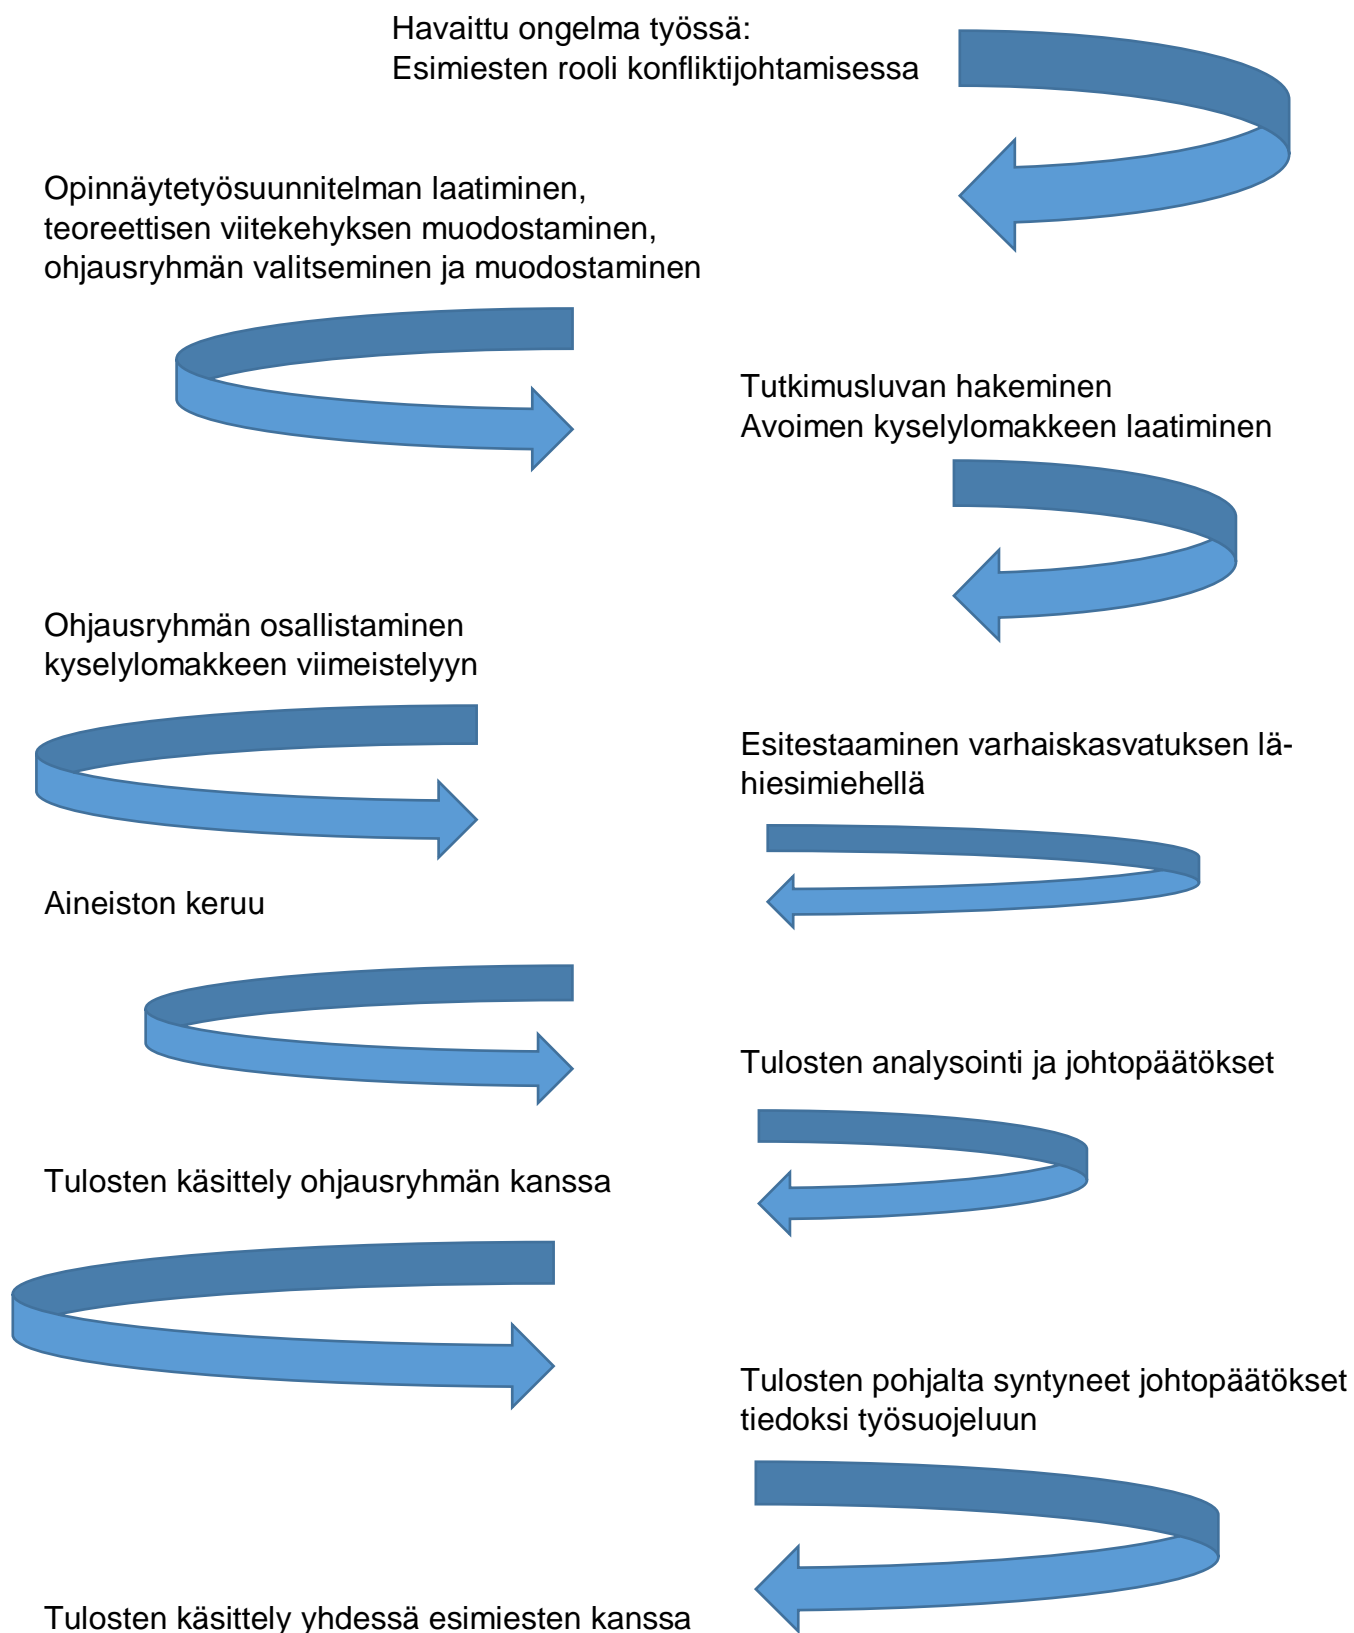 Havaittu ongelma työssä:
Esimiesten rooli konfliktijohtamisessa
Opinnäytetyösuunnitelman laatiminen,
teoreettisen viitekehyksen muodostaminen,
ohjausryhmän valitseminen ja muodostaminen
Tutkimusluvan hakeminen
Avoimen kyselylomakkeen laatiminen
Ohjausryhmän osallistaminen
kyselylomakkeen viimeistelyyn
Esitestaaminen varhaiskasvatuksen lä-
hiesimiehellä
Aineiston keruu
Tulosten analysointi ja johtopäätökset
Tulosten käsittely ohjausryhmän kanssa
Tulosten pohjalta syntyneet johtopäätökset
tiedoksi työsuojeluun
Tulosten käsittely yhdessä esimiesten kanssa